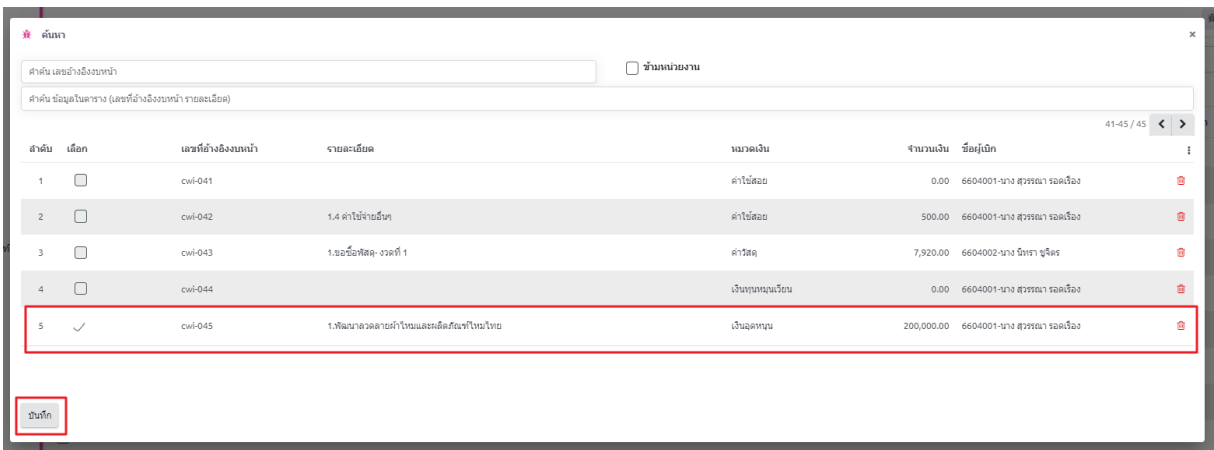 ค้นหา ×
คำค้น เลขอ้างอิงงบหน้า ข้ามหน่วยงาน
คำค้น ข้อมูลในตาราง (เลขที่อ้างอิงงบหน้า รายละเอียด)
41-45 / 45
ลำดับ เลือก เลขที่อ้างอิงงบหน้า รายละเอียด หมวดเงิน จำนวนเงิน ชื่อผู้เบิก
1 cwi-041 ค่าใช้สอย 0.00 6604001-นาง สุวรรณา รอดเรือง
2 cwi-042 1.4 ค่าใช้จ่ายอื่นๆ ค่าใช้สอย 500.00 6604001-นาง สุวรรณา รอดเรือง
3 cwi-043 1.ขอซื้อพัสดุ- งวดที่ 1 ค่าวัสดุ 7,920.00 6604002-นาง นิทรา ชูจิตร
4 cwi-044 เงินทุนหมุนเวียน 0.00 6604001-นาง สุวรรณา รอดเรือง
5 cwi-045 1.พัฒนาลวดลายผ้าไหมและผลิตภัณฑ์ไหมไทย เงินอุดหนุน 200,000.00 6604001-นาง สุวรรณา รอดเรือง
บันทึก